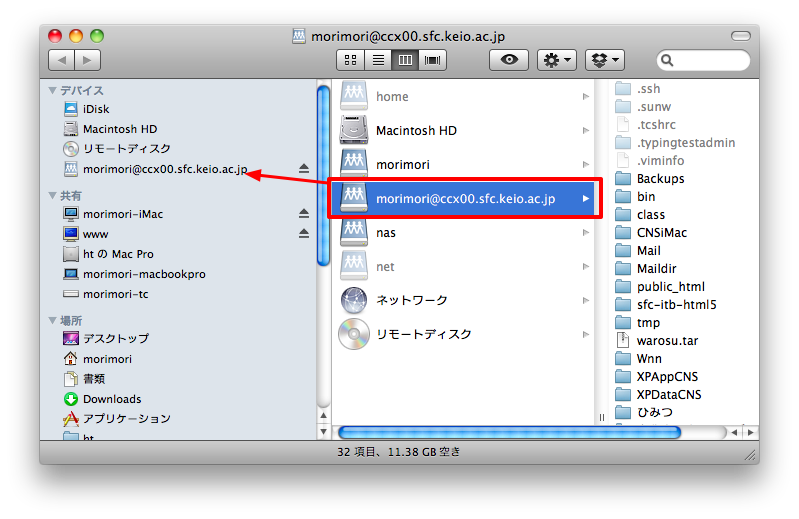 morimori@ccx00.sfc.keio.ac.jp
デバイス
iDisk
Macintosh HD
リモートディスク
morimori@ccx00.sfc.keio.ac.jp
共有
morimori-iMac
www
ht の Mac Pro
morimori-macbookpro
morimori-tc
場所
デスクトップ
morimori
書類
Downloads
アプリケーション
ht
home
Macintosh HD
morimori
morimori@ccx00.sfc.keio.ac.jp
nas
net
ネットワーク
リモートディスク
.ssh
.sunw
.tcshrc
.typingtestadmin
.viminfo
Backups
bin
class
CNSiMac
Mail
Maildir
public_html
sfc-itb-html5
tmp
warosu.tar
Wnn
XPAppCNS
XPDataCNS
ひみつ
32 項目、11.38 GB 空き